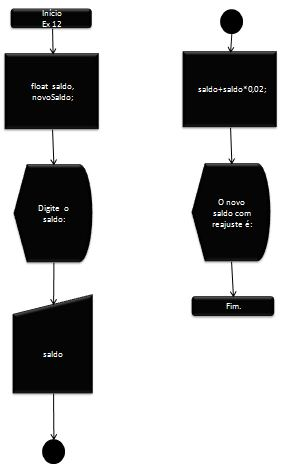 Início
Ex 12
float saldo,
novoSaldo;
Digite o
saldo:
saldo
saldo+saldo*0,02;
O novo
saldo com
reajuste é:
Fim.